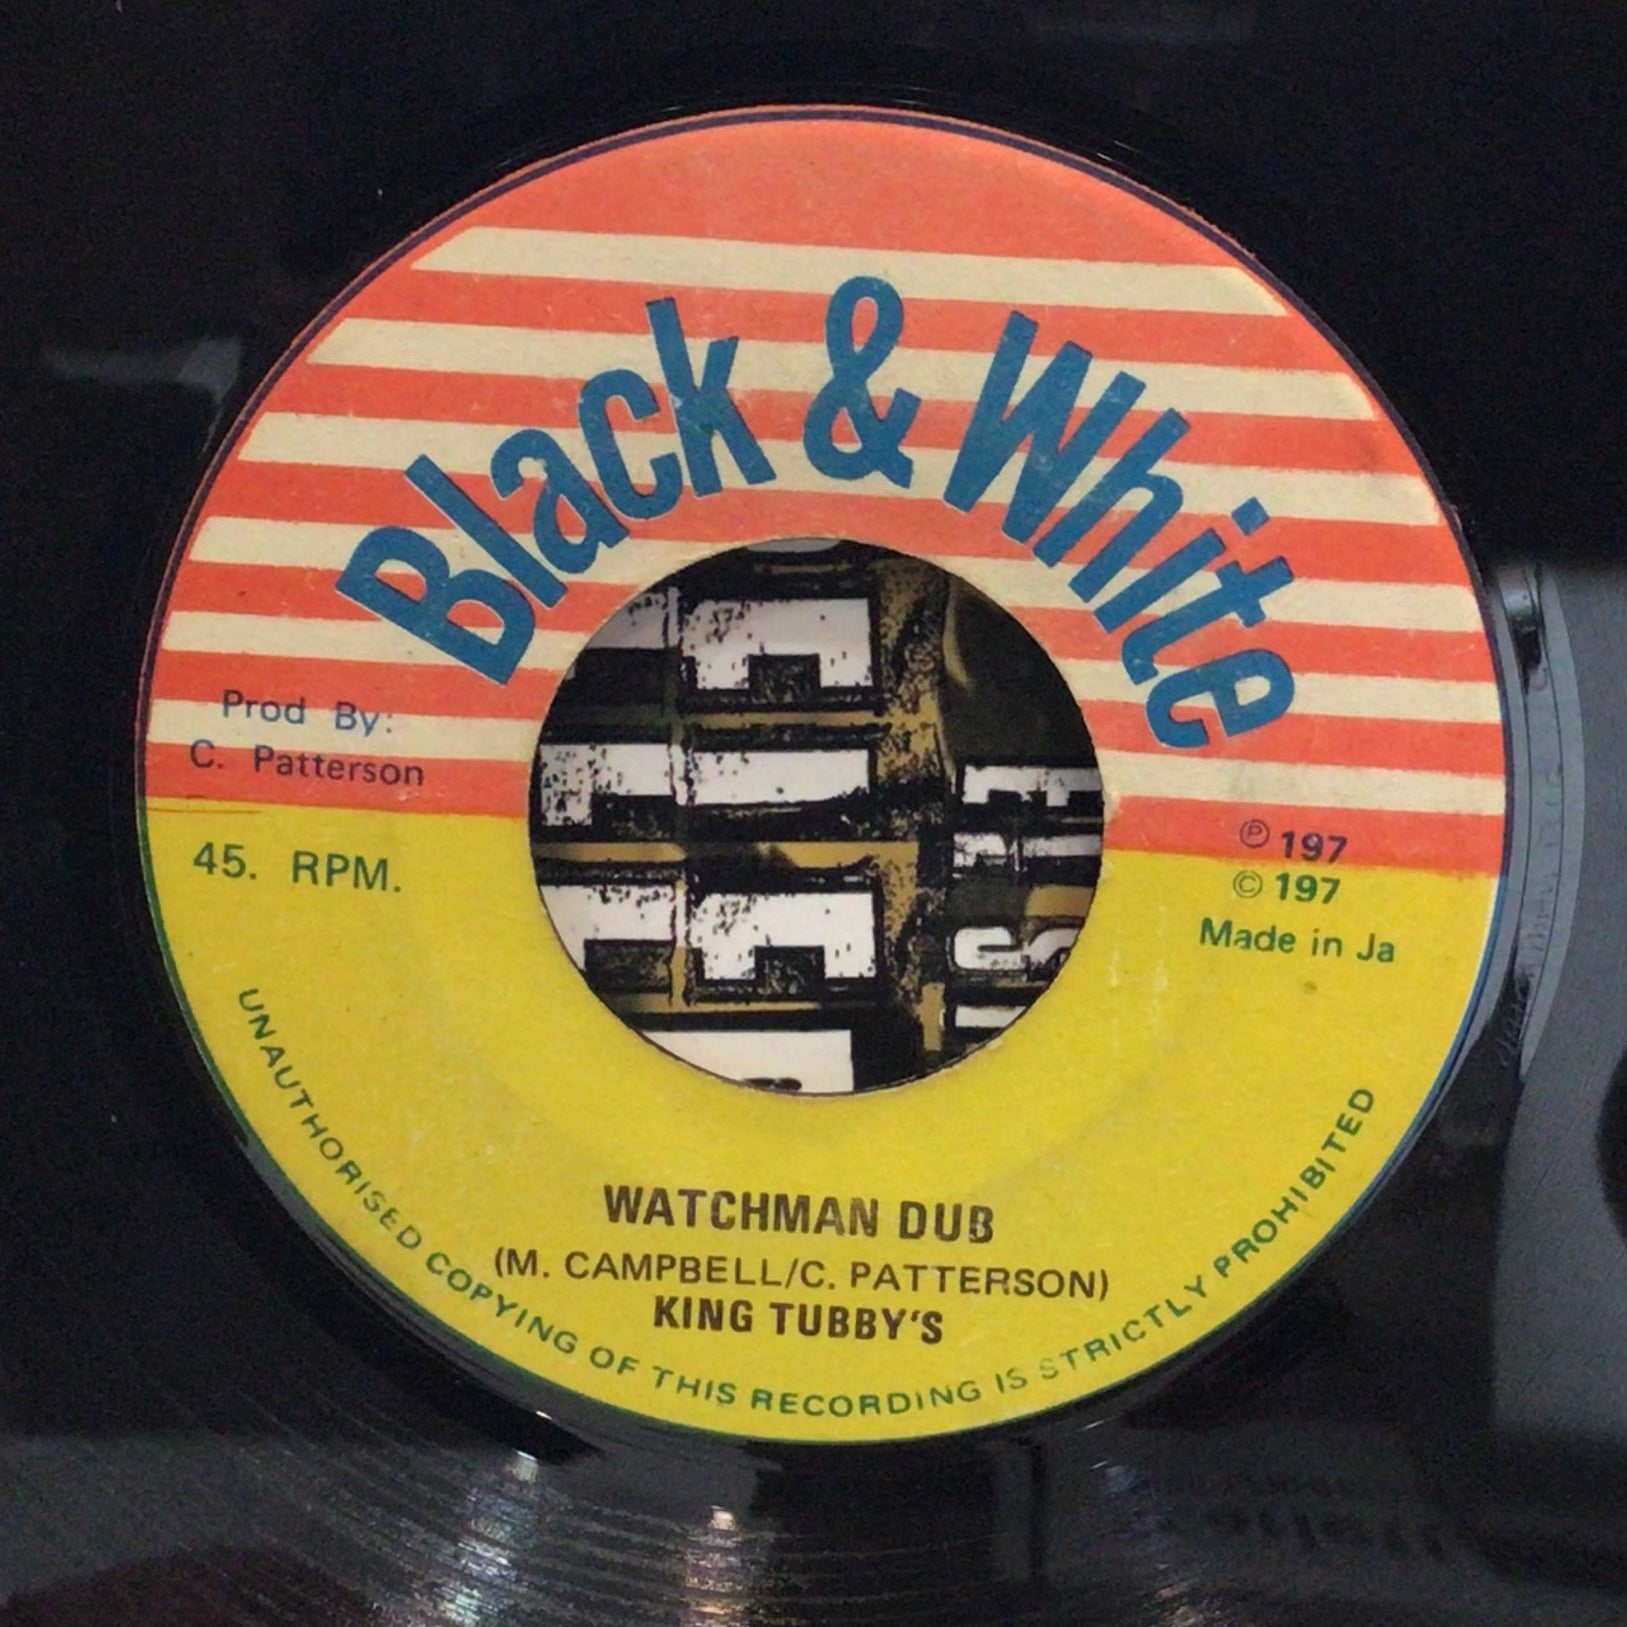 Black & White
Prod By:
C. Patterson
45. RPM.
℗ 197
© 197
Made in Ja
WATCHMAN DUB
(M. CAMPBELL/C. PATTERSON)
KING TUBBY'S
UNAUTHORISED COPYING OF THIS RECORDING IS STRICTLY PROHIBITED